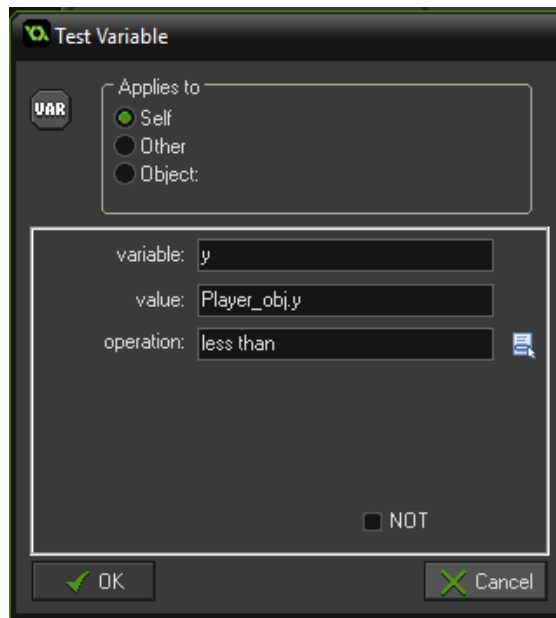 Test Variable
VAR
Applies to
Self
Other
Object:
variable: y
value: Player_obj.y
operation: less than
NOT
OK
Cancel